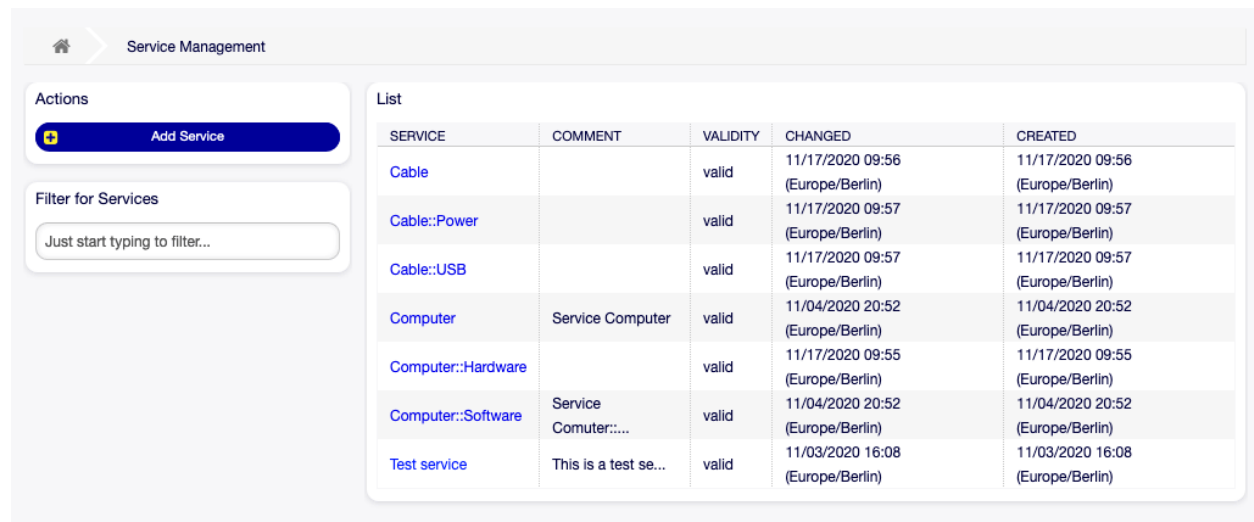 Service Management
Actions
Add Service
Filter for Services
Just start typing to filter...
List
SERVICE COMMENT VALIDITY CHANGED CREATED
Cable valid 11/17/2020 09:56 (Europe/Berlin) 11/17/2020 09:56 (Europe/Berlin)
Cable::Power valid 11/17/2020 09:57 (Europe/Berlin) 11/17/2020 09:57 (Europe/Berlin)
Cable::USB valid 11/17/2020 09:57 (Europe/Berlin) 11/17/2020 09:57 (Europe/Berlin)
Computer Service Computer valid 11/04/2020 20:52 (Europe/Berlin) 11/04/2020 20:52 (Europe/Berlin)
Computer::Hardware valid 11/17/2020 09:55 (Europe/Berlin) 11/17/2020 09:55 (Europe/Berlin)
Computer::Software Service Comuter::... valid 11/04/2020 20:52 (Europe/Berlin) 11/04/2020 20:52 (Europe/Berlin)
Test service This is a test se... valid 11/03/2020 16:08 (Europe/Berlin) 11/03/2020 16:08 (Europe/Berlin)